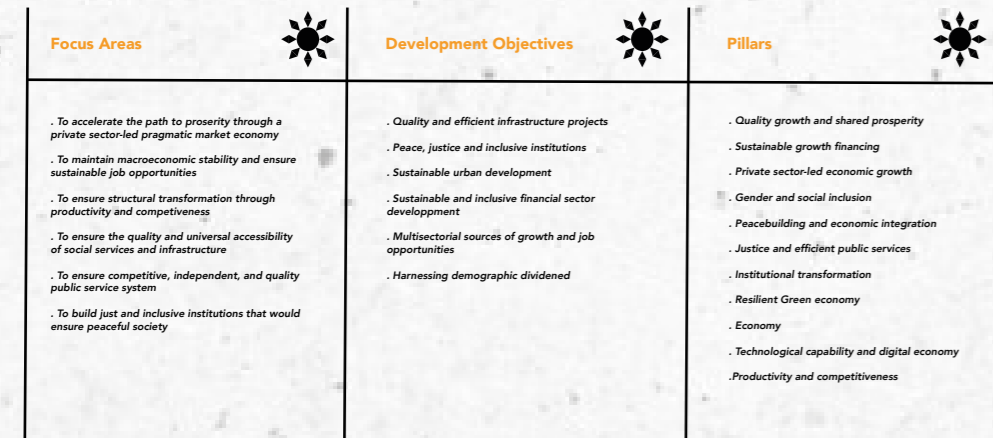 Focus Areas
. To accelerate the path to proserity through a
private sector-led pragmatic market economy
. To maintain macroeconomic stability and ensure
sustainable job opportunities
. To ensure structural transformation through
productivity and competiveness
. To ensure the quality and universal accessibility
of social services and infrastructure
. To ensure competitive, independent, and quality
public service system
. To build just and inclusive institutions that would
ensure peaceful society
Development Objectives
. Quality and efficient infrastructure projects
. Peace, justice and inclusive institutions
. Sustainable urban development
. Sustainable and inclusive financial sector
developpment
. Multisectorial sources of growth and job
opportunities
. Harnessing demographic dividened
Pillars
. Quality growth and shared prosperity
. Sustainable growth financing
. Private sector-led economic growth
. Gender and social inclusion
. Peacebuilding and economic integration
. Justice and efficient public services
. Institutional transformation
. Resilient Green economy
. Economy
. Technological capability and digital economy
.Productivity and competitiveness